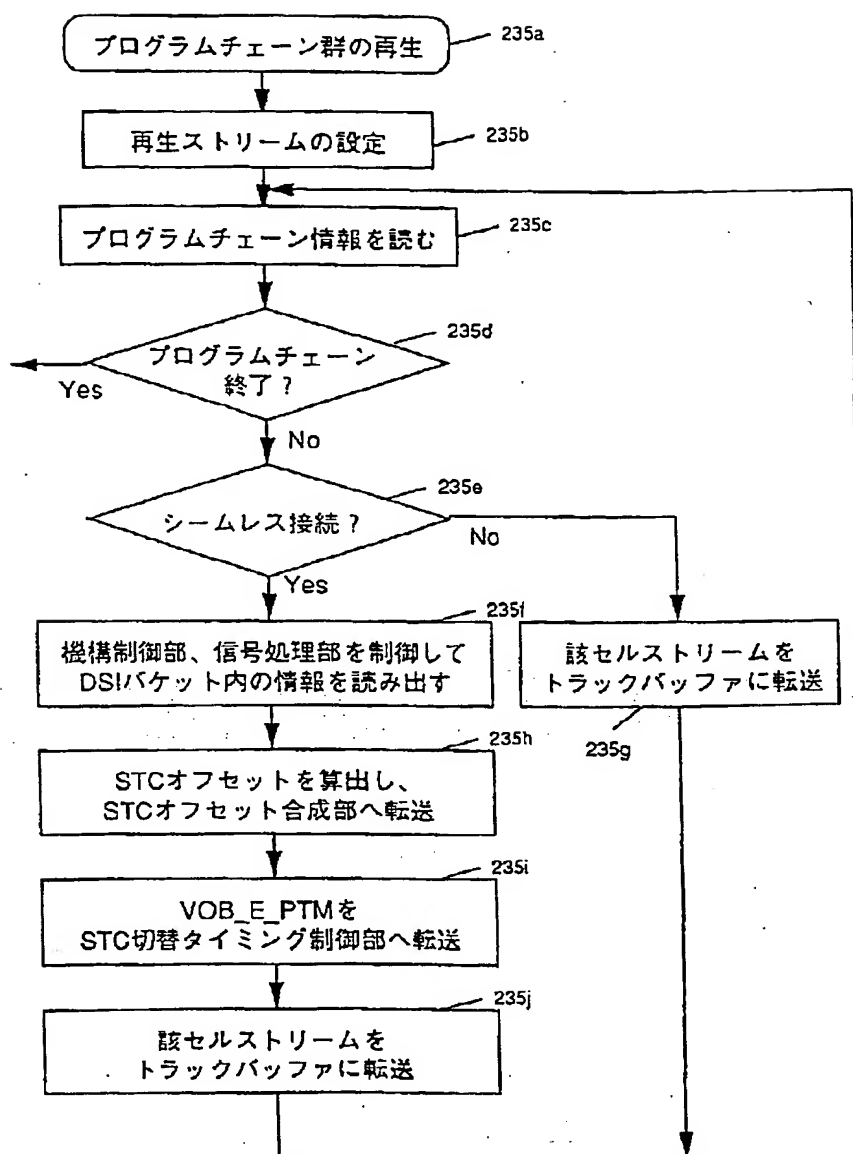 プログラムチェーン群の再生
235a
再生ストリームの設定
235b
プログラムチェーン情報を読む
235c
235d
プログラムチェーン
終了？
Yes
No
235e
シームレス接続？
No
Yes
235f
機構制御部、信号処理部を制御して
DSIパケット内の情報を読み出す
該セルストリームを
トラックバッファに転送
235g
235h
STCオフセットを算出し、
STCオフセット合成部へ転送
235i
VOB_E_PTMを
STC切替タイミング制御部へ転送
235j
該セルストリームを
トラックバッファに転送